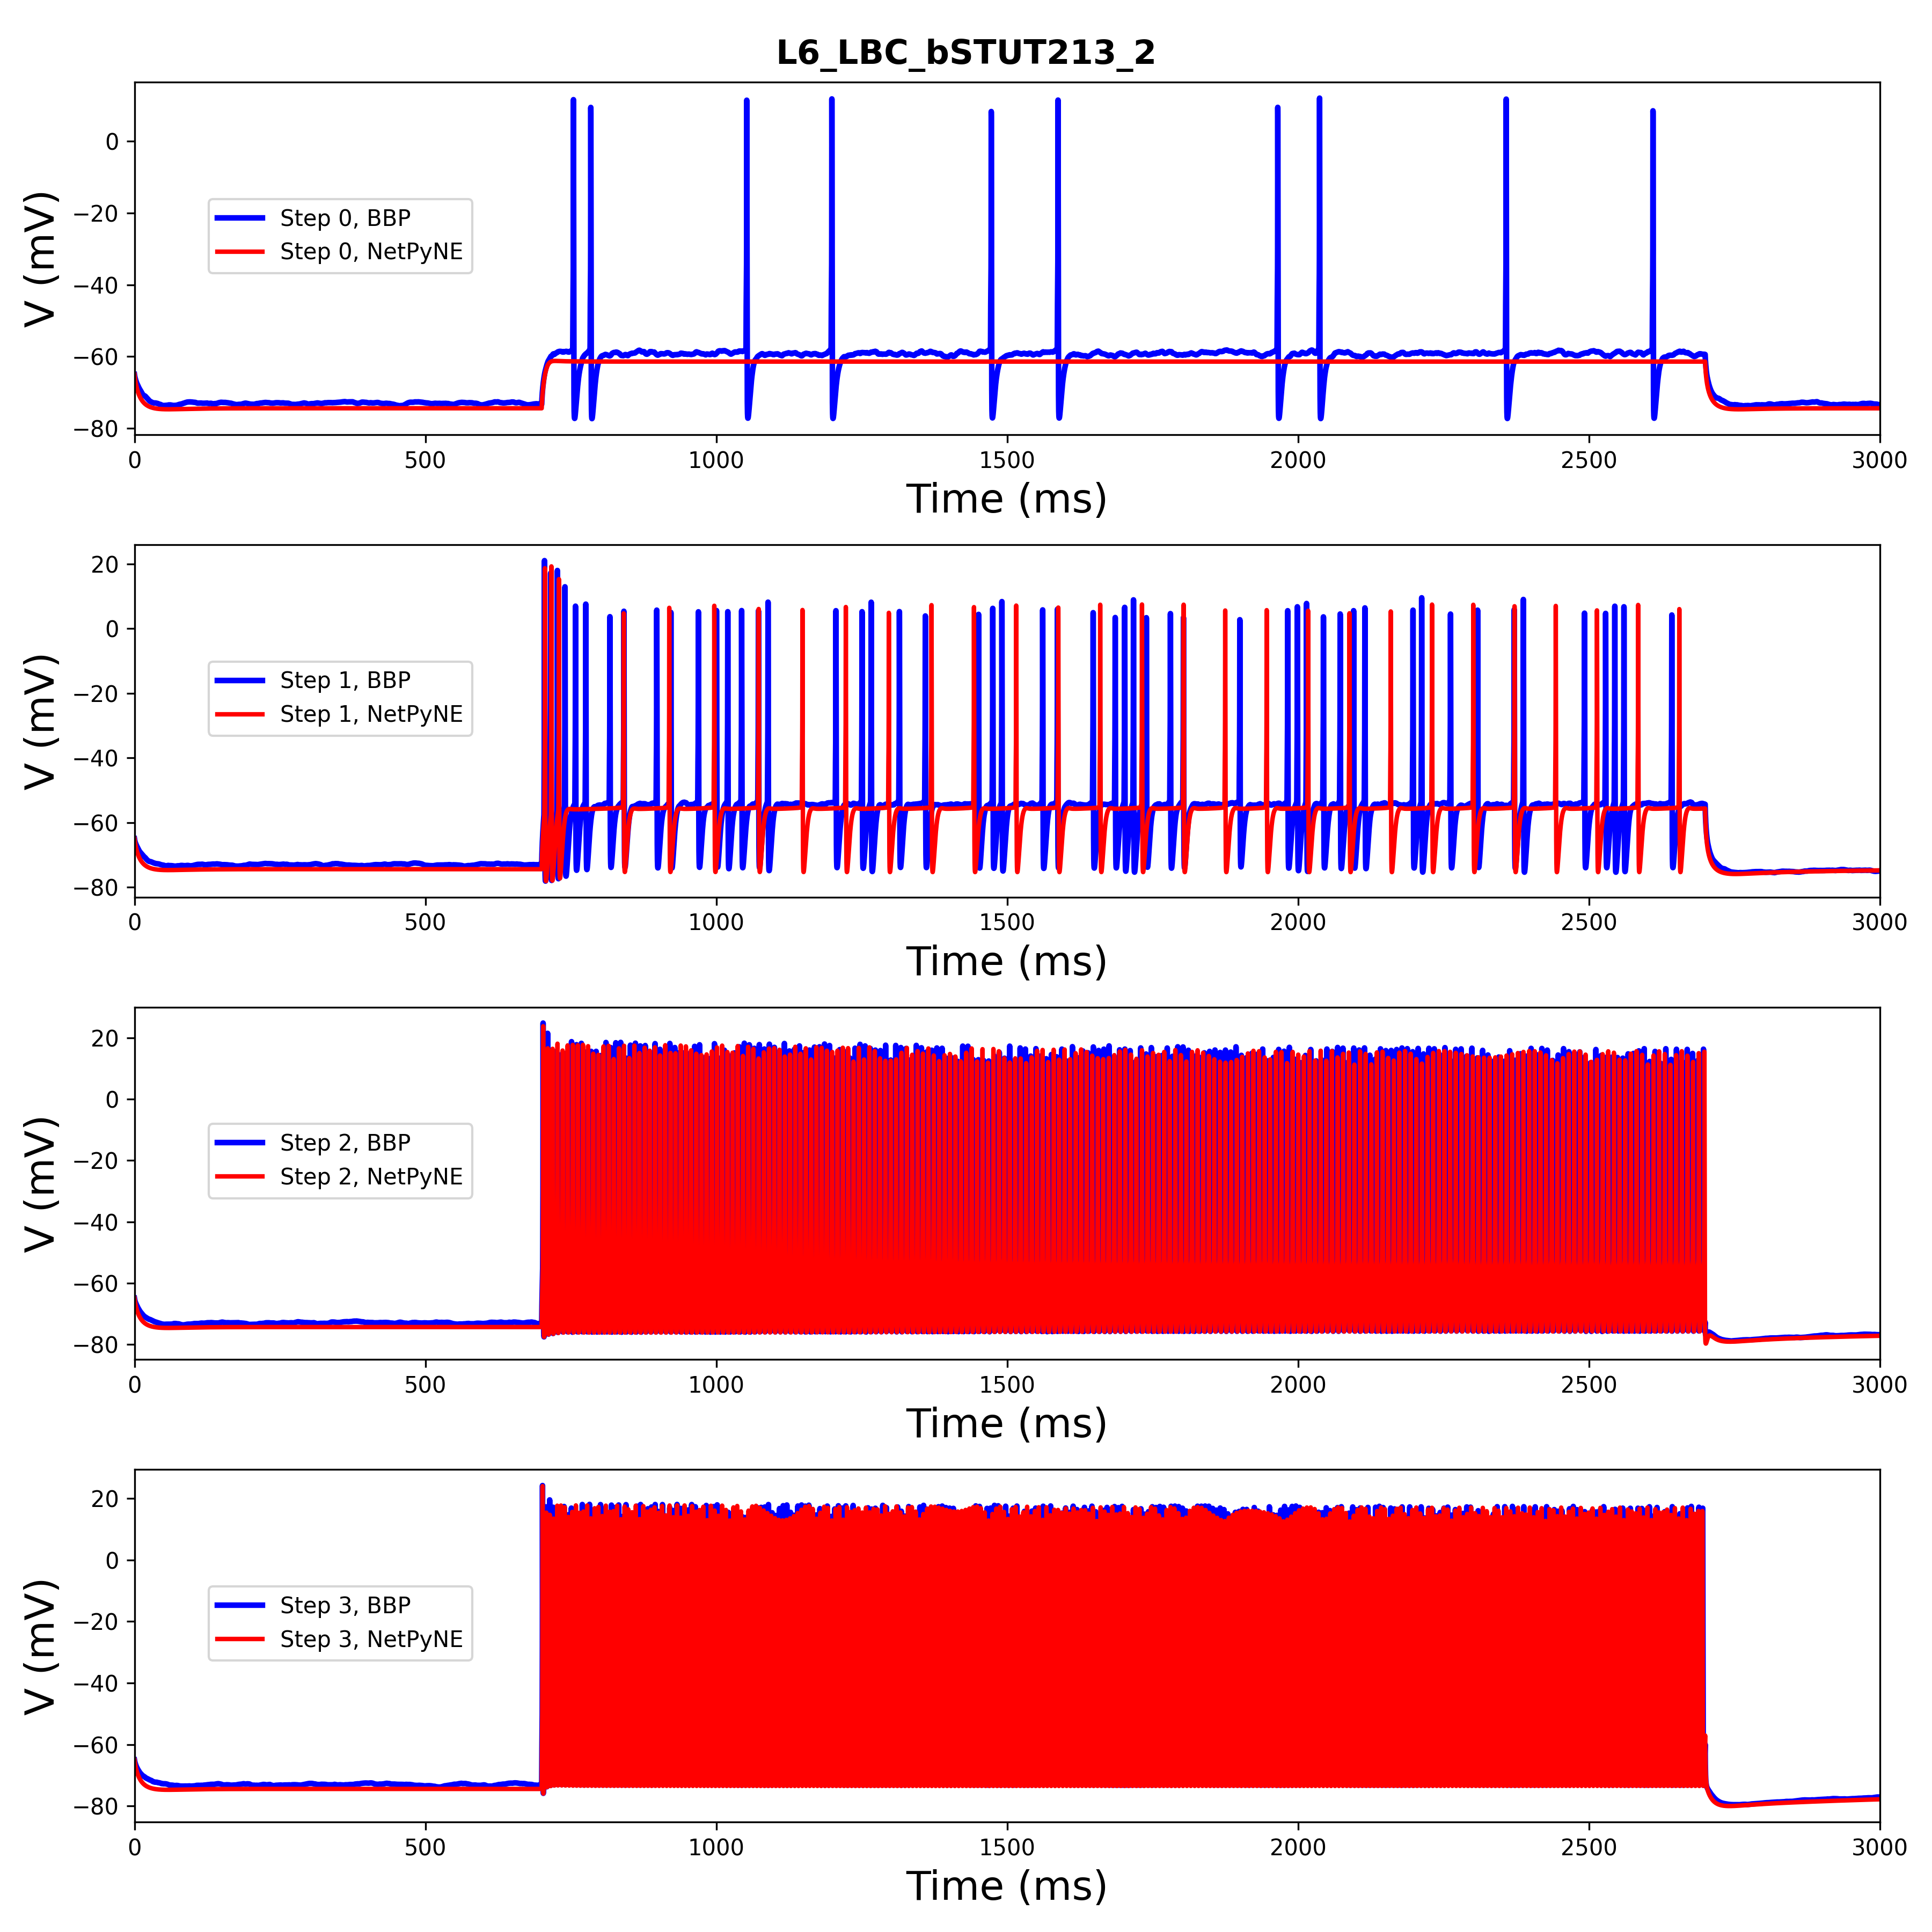 L6_LBC_bSTUT213_2
0
−20
−40
−60
−80
V (mV)
Step 0, BBP
Step 0, NetPyNE
0 500 1000 1500 2000 2500 3000
Time (ms)
20
0
−20
−40
−60
−80
V (mV)
Step 1, BBP
Step 1, NetPyNE
0 500 1000 1500 2000 2500 3000
Time (ms)
20
0
−20
−40
−60
−80
V (mV)
Step 2, BBP
Step 2, NetPyNE
0 500 1000 1500 2000 2500 3000
Time (ms)
20
0
−20
−40
−60
−80
V (mV)
Step 3, BBP
Step 3, NetPyNE
0 500 1000 1500 2000 2500 3000
Time (ms)